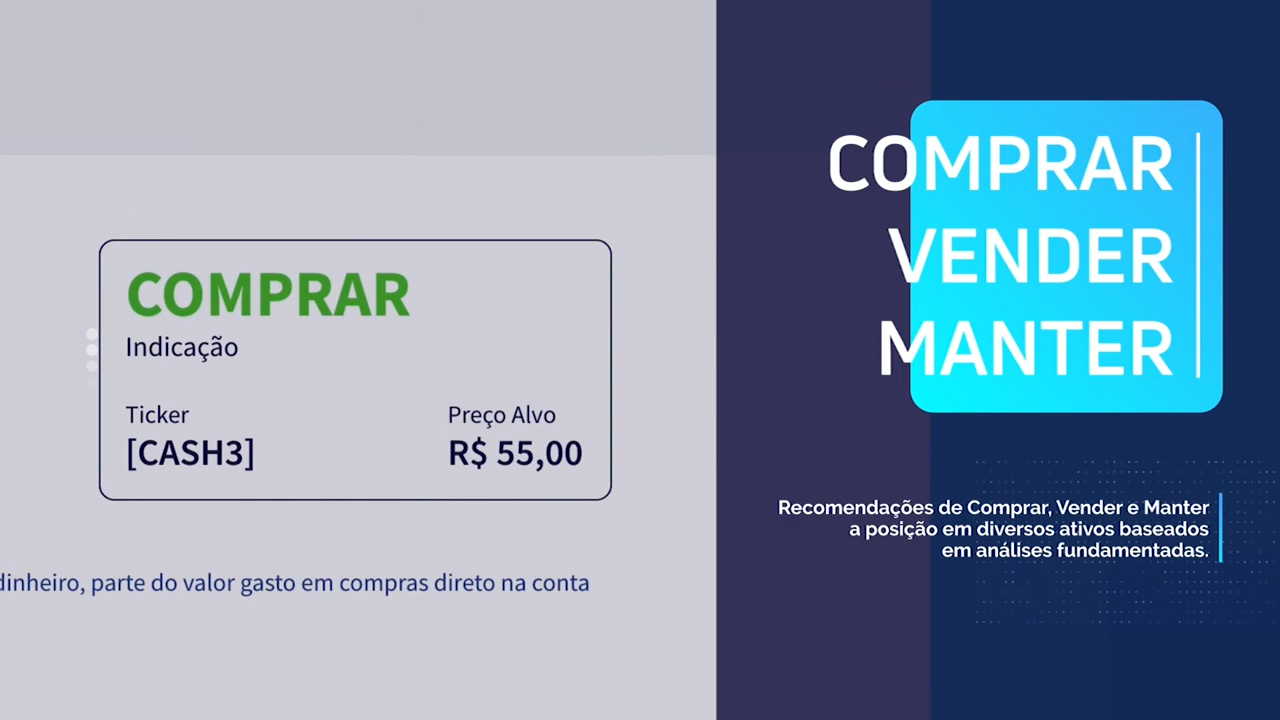 COMPRAR
Indicação
Ticker
Preço Alvo
[CASH3]
R$ 55,00
dinheiro, parte do valor gasto em compras direto na conta
COMPRAR
VENDER
MANTER
Recomendações de Comprar, Vender e Manter
a posição em diversos ativos baseados
em análises fundamentadas.